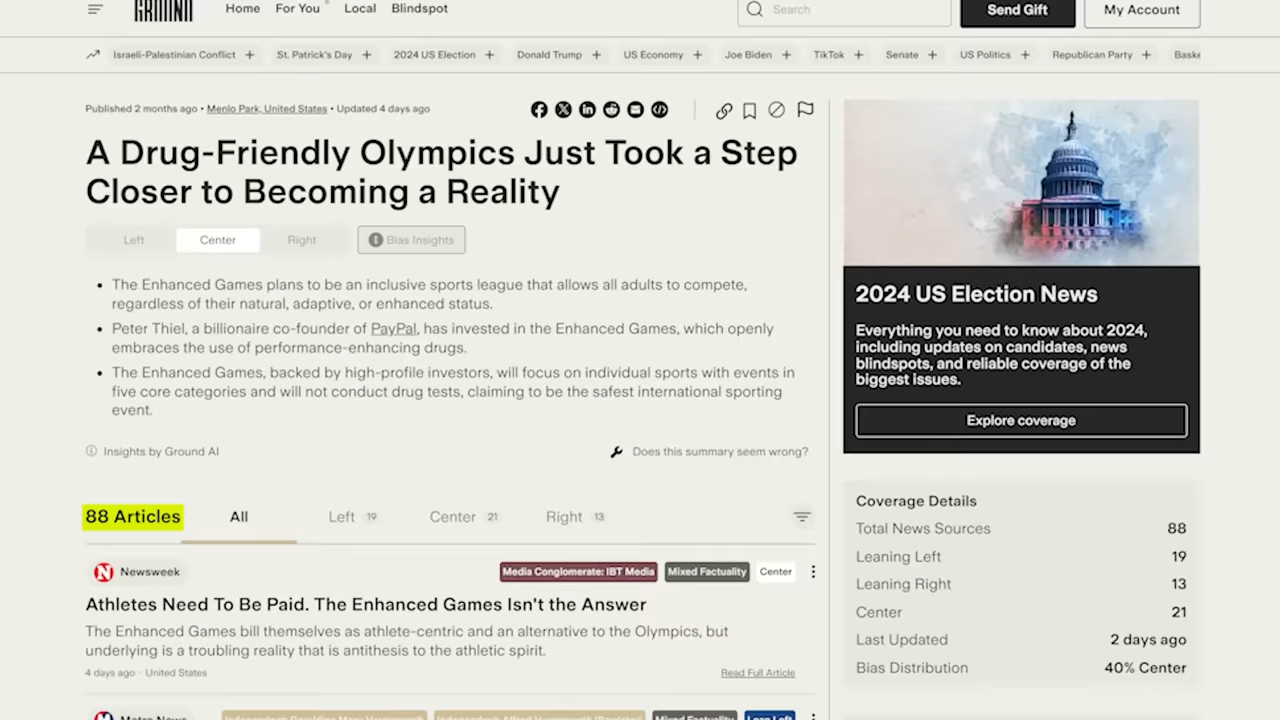 GROUND
Home
For You
Local
Blindspot
Search
Send Gift
My Account
Israeli-Palestinian Conflict +
St. Patrick's Day +
2024 US Election +
Donald Trump +
US Economy +
Joe Biden +
TikTok +
Senate +
US Politics +
Republican Party +
Baske
Published 2 months ago • Menlo Park, United States • Updated 4 days ago
A Drug-Friendly Olympics Just Took a Step
Closer to Becoming a Reality
Left
Center
Right
Bias Insights
• The Enhanced Games plans to be an inclusive sports league that allows all adults to compete,
regardless of their natural, adaptive, or enhanced status.
• Peter Thiel, a billionaire co-founder of PayPal, has invested in the Enhanced Games, which openly
embraces the use of performance-enhancing drugs.
• The Enhanced Games, backed by high-profile investors, will focus on individual sports with events in
five core categories and will not conduct drug tests, claiming to be the safest international sporting
event.
Insights by Ground AI
Does this summary seem wrong?
88 Articles
All
Left 19
Center 21
Right 13
Newsweek
Media Conglomerate: IBT Media
Mixed Factuality
Center
Athletes Need To Be Paid. The Enhanced Games Isn't the Answer
The Enhanced Games bill themselves as athlete-centric and an alternative to the Olympics, but
underlying is a troubling reality that is antithesis to the athletic spirit.
4 days ago · United States
Read Full Article
Metro News
Mixed Factuality
Lean Left
2024 US Election News
Everything you need to know about 2024,
including updates on candidates, news
blindspots, and reliable coverage of the
biggest issues.
Explore coverage
Coverage Details
Total News Sources 88
Leaning Left 19
Leaning Right 13
Center 21
Last Updated 2 days ago
Bias Distribution 40% Center